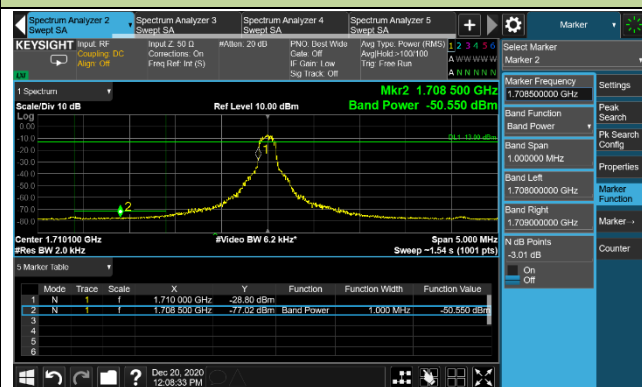 Spectrum Analyzer 2
Swept SA
Spectrum Analyzer 3
Swept SA
Spectrum Analyzer 4
Swept SA
Spectrum Analyzer 5
Swept SA
Marker
KEYSIGHT
Input: RF
Coupling: DC
Align: Off
Input Z: 50 Ω
Corrections: On
Freq Ref: Int (S)
#Atten: 20 dB
PNO: Best Wide
Gate: Off
IF Gain: Low
Sig Track: Off
Avg Type: Power (RMS)
Avg|Hold:>100/100
Trig: Free Run
1 2 3 4 5 6
A W W W W W
A N N N N N
LXI
Select Marker
Marker 2
Marker Frequency
1.708500000 GHz
Settings
Band Function
Band Power
Peak
Search
Pk Search
Config
Band Span
1.000000 MHz
Properties
Band Left
1.708000000 GHz
Marker
Function
Band Right
1.709000000 GHz
Marker→
N dB Points
-3.01 dB
On
Off
Counter
1 Spectrum
Scale/Div 10 dB
Ref Level 10.00 dBm
Mkr2 1.708 500 GHz
Band Power -50.550 dBm
Log
0.00
-10.0
-20.0
-30.0
-40.0
-50.0
-60.0
-70.0
-80.0
DL1 -13.00 dBm
1
2
Center 1.710100 GHz
#Res BW 2.0 kHz
#Video BW 6.2 kHz*
Span 5.000 MHz
Sweep ~1.54 s (1001 pts)
5 Marker Table
Mode Trace Scale X Y Function Function Width Function Value
1 N 1 f 1.710 000 GHz -28.80 dBm
2 N 1 f 1.708 500 GHz -77.02 dBm Band Power 1.000 MHz -50.550 dBm
3
4
5
6
Dec 20, 2020
12:08:33 PM